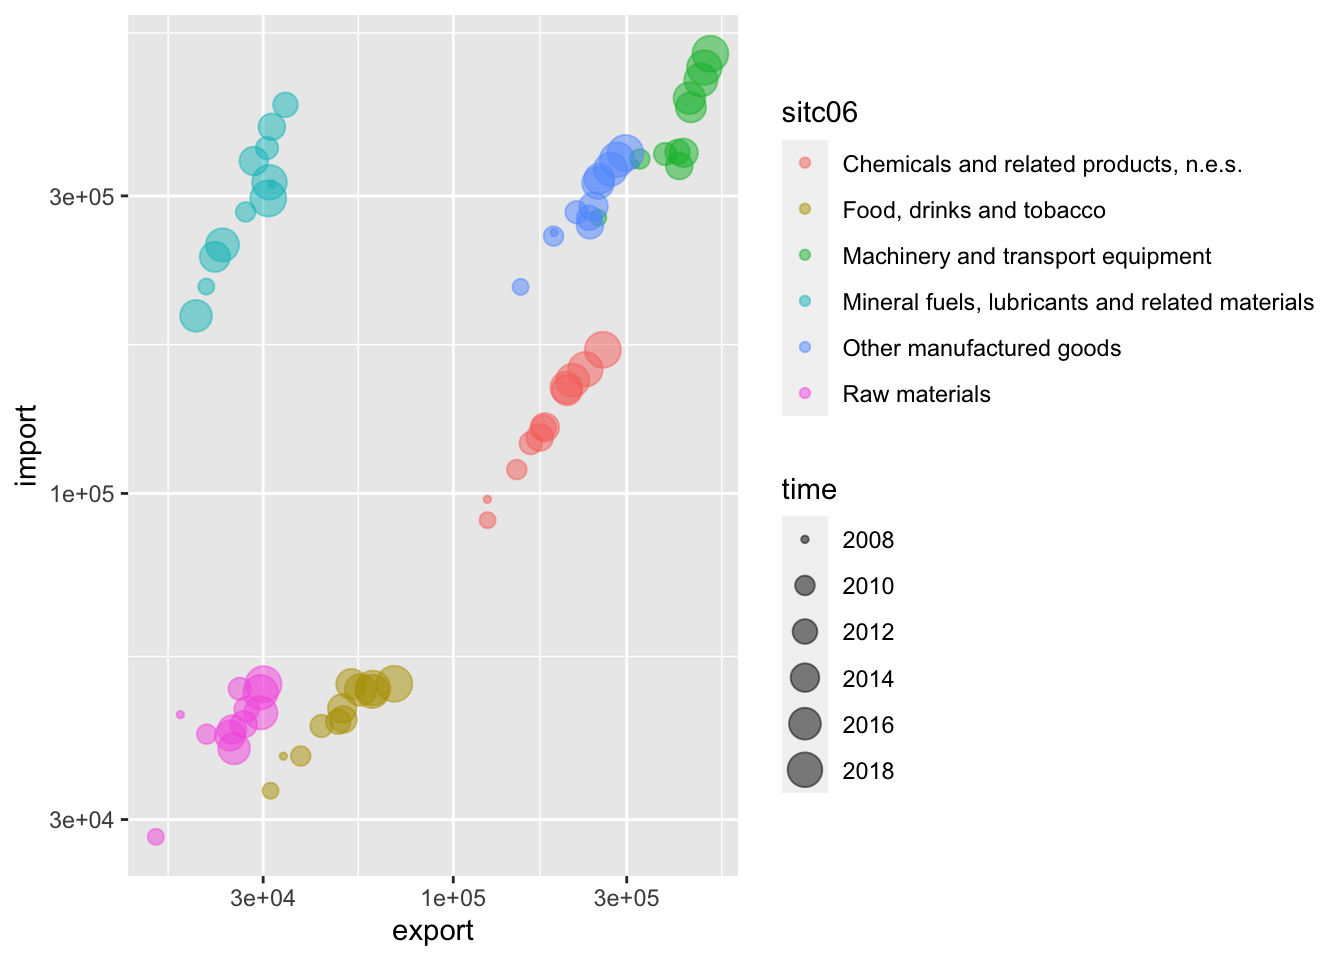 3e+05
1e+05
3e+04
import
3e+04
1e+05
3e+05
export
sitc06
Chemicals and related products, n.e.s.
Food, drinks and tobacco
Machinery and transport equipment
Mineral fuels, lubricants and related materials
Other manufactured goods
Raw materials
time
2008
2010
2012
2014
2016
2018